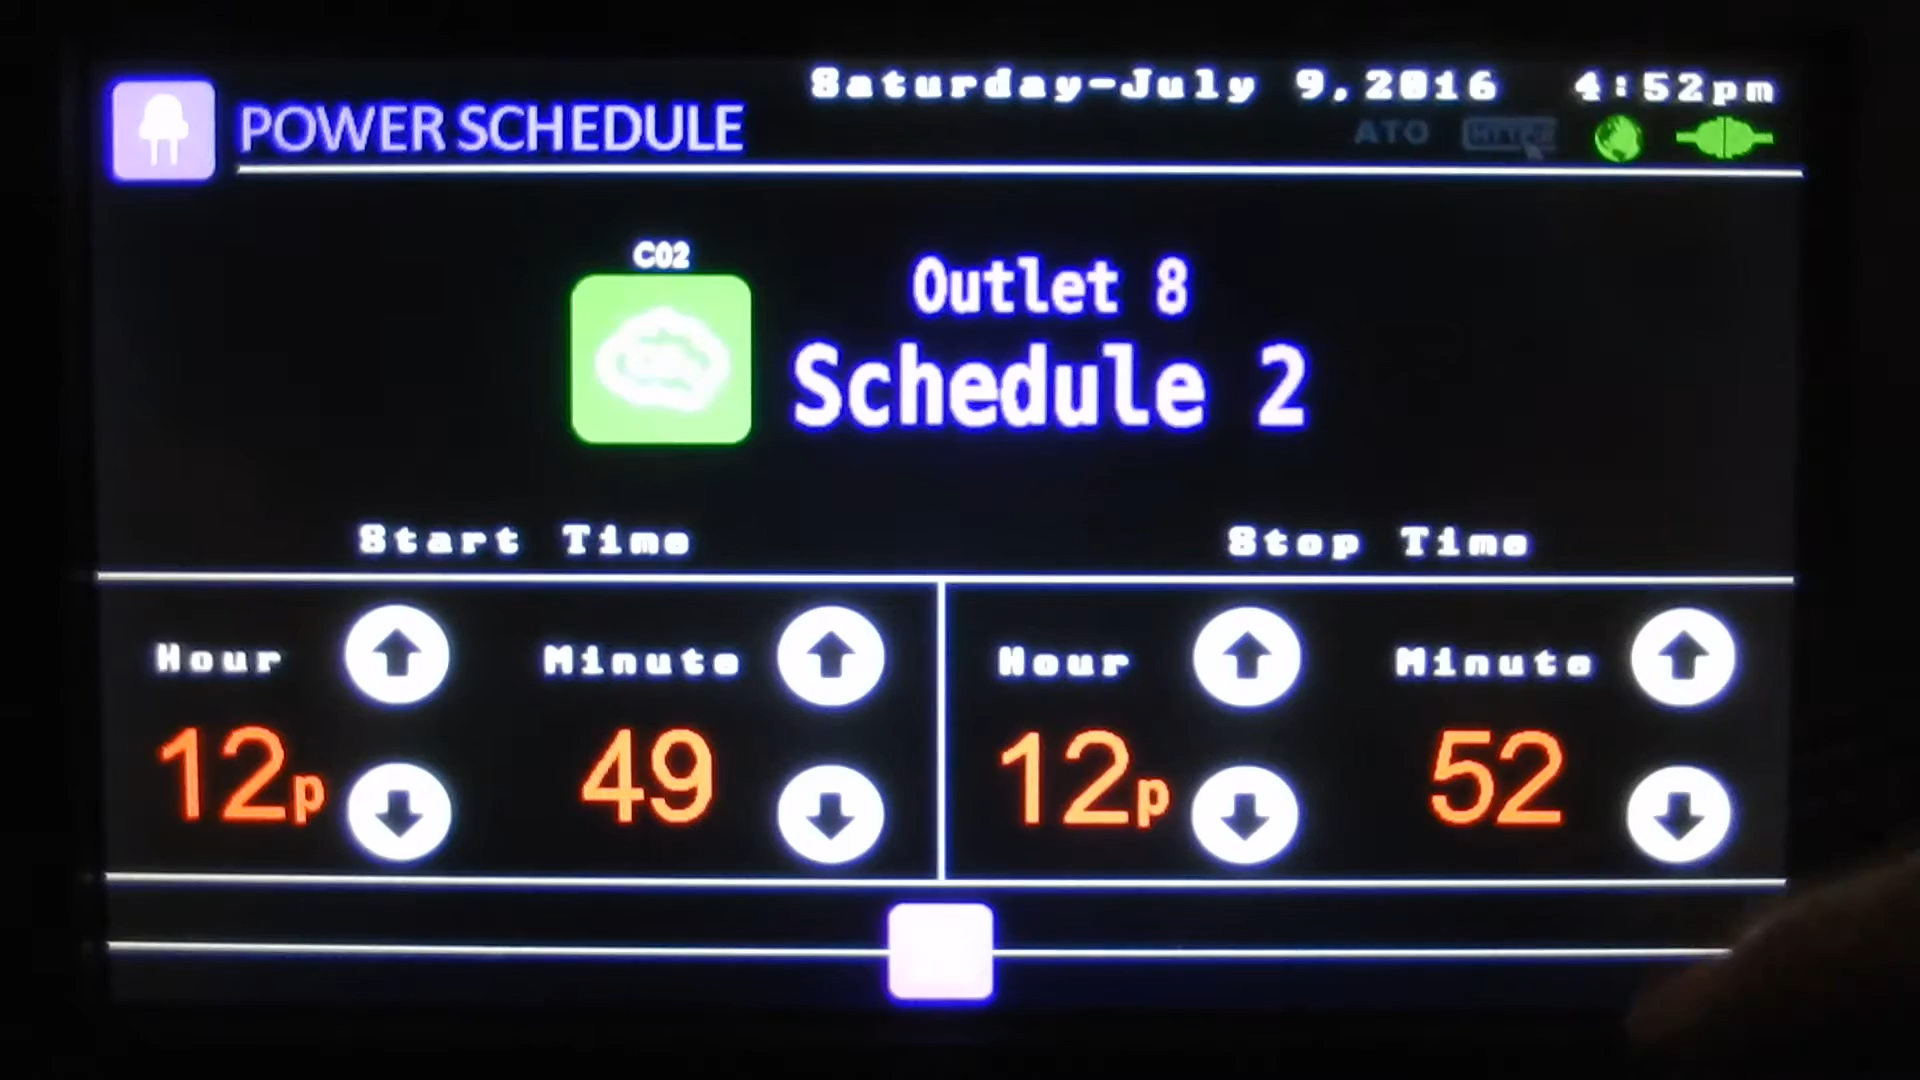 Saturday-July 9,2016 4:52pm
POWER SCHEDULE
ATO HTTP
C02
Outlet 8
Schedule 2
Start Time
Stop Time
Hour
Minute
Hour
Minute
12p
49
12p
52